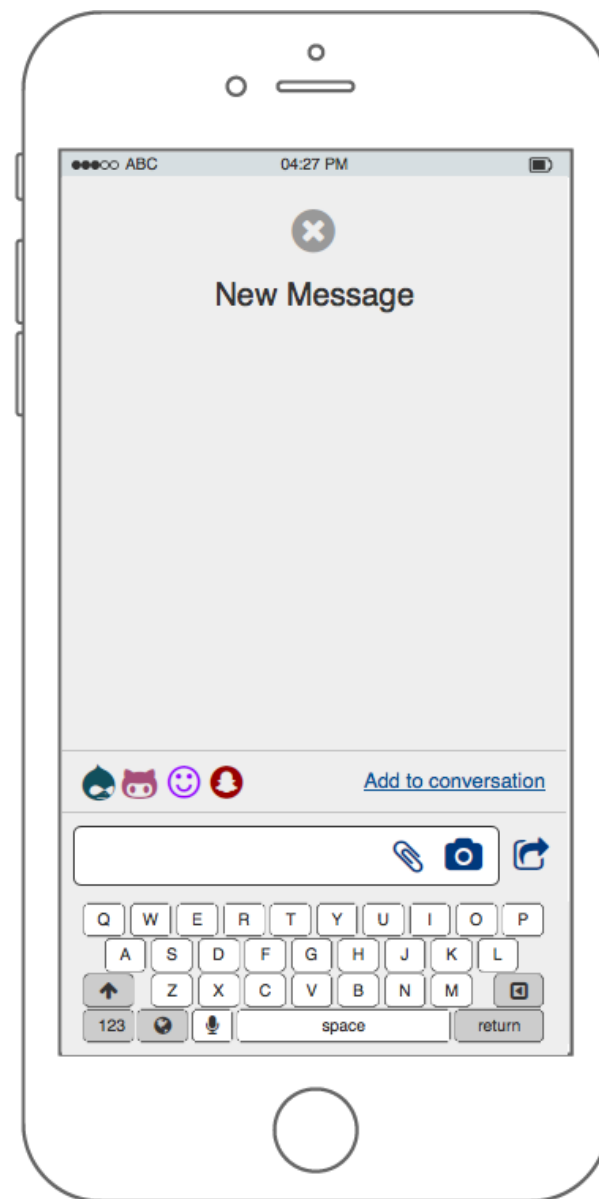 ABC 04:27 PM
New Message
Add to conversation
Q W E R T Y U I O P
A S D F G H J K L
Z X C V B N M
123 space return